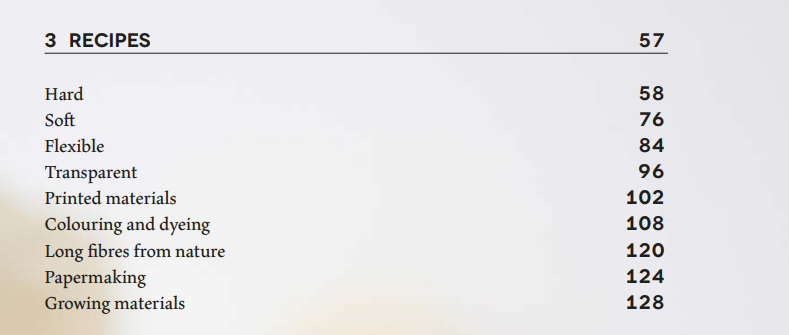 3 RECIPES 57
Hard 58
Soft 76
Flexible 84
Transparent 96
Printed materials 102
Colouring and dyeing 108
Long fibres from nature 120
Papermaking 124
Growing materials 128